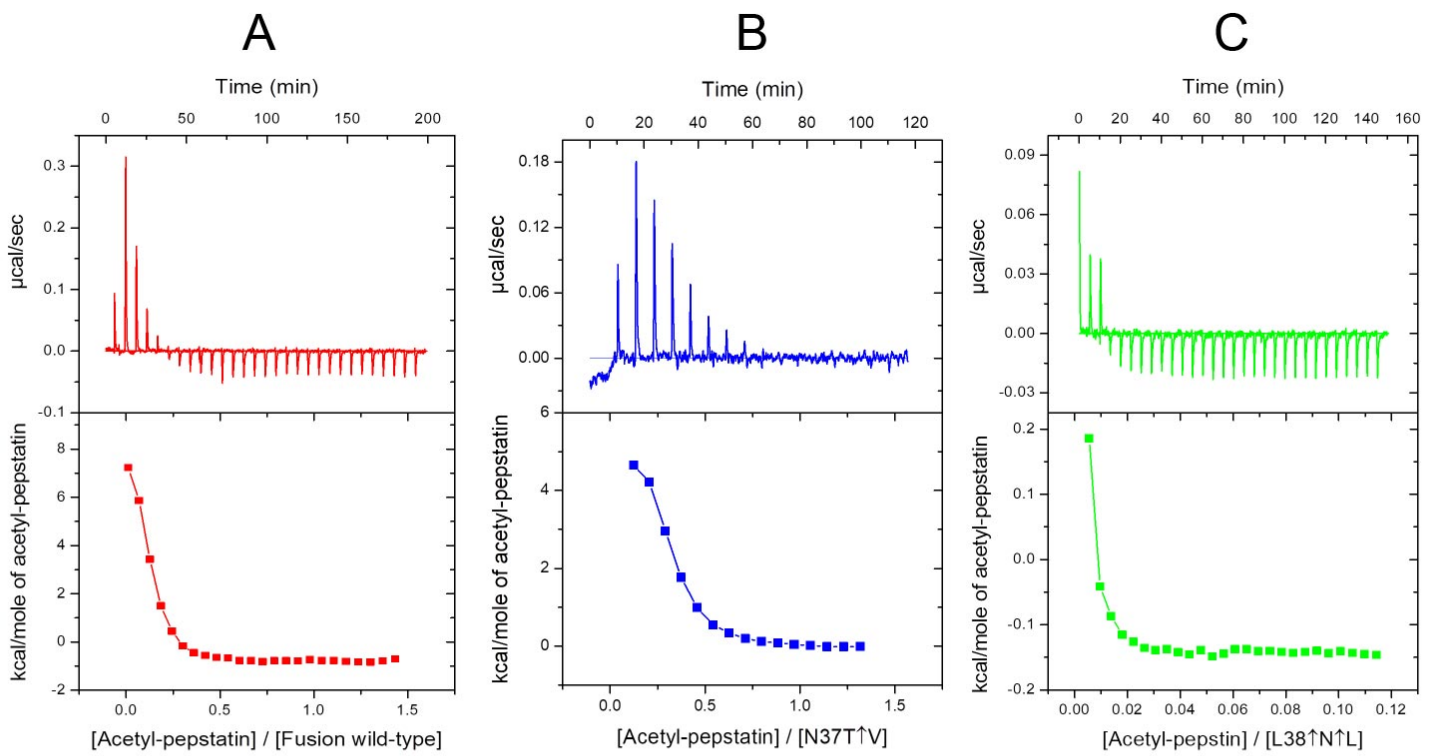 A
B
C
Time (min)
Time (min)
Time (min)
0 50 100 150 200
0 20 40 60 80 100 120
0 20 40 60 80 100 120 140 160
µcal/sec
0.3
0.2
0.1
0.0
-0.1
µcal/sec
0.18
0.12
0.06
0.00
µcal/sec
0.09
0.06
0.03
0.00
-0.03
kcal/mole of acetyl-pepstatin
8
6
4
2
0
-2
kcal/mole of acetyl-pepstatin
6
4
2
0
kcal/mole of acetyl-pepstatin
0.2
0.1
0.0
-0.1
-0.2
0.0 0.5 1.0 1.5
0.0 0.5 1.0 1.5
0.00 0.02 0.04 0.06 0.08 0.10 0.12
[Acetyl-pepstatin] / [Fusion wild-type]
[Acetyl-pepstatin] / [N37T↑V]
[Acetyl-pepstin] / [L38↑N↑L]